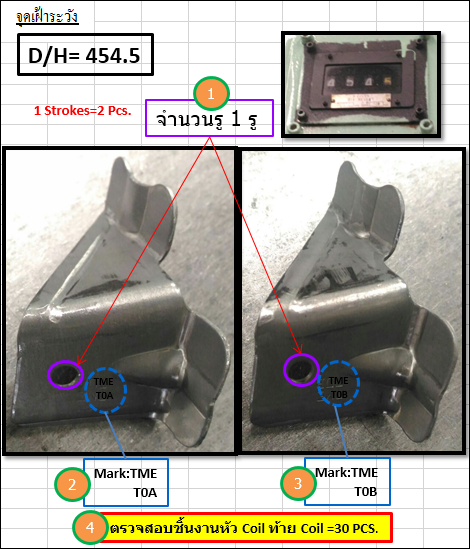 จุดเฝ้าระวัง
D/H= 454.5
1 Strokes=2 Pcs.
1
จำนวนรู 1 รู
TME
T0A
TME
T0B
2
Mark:TME
T0A
3
Mark:TME
T0B
4
ตรวจสอบชิ้นงานหัว Coil ท้าย Coil =30 PCS.